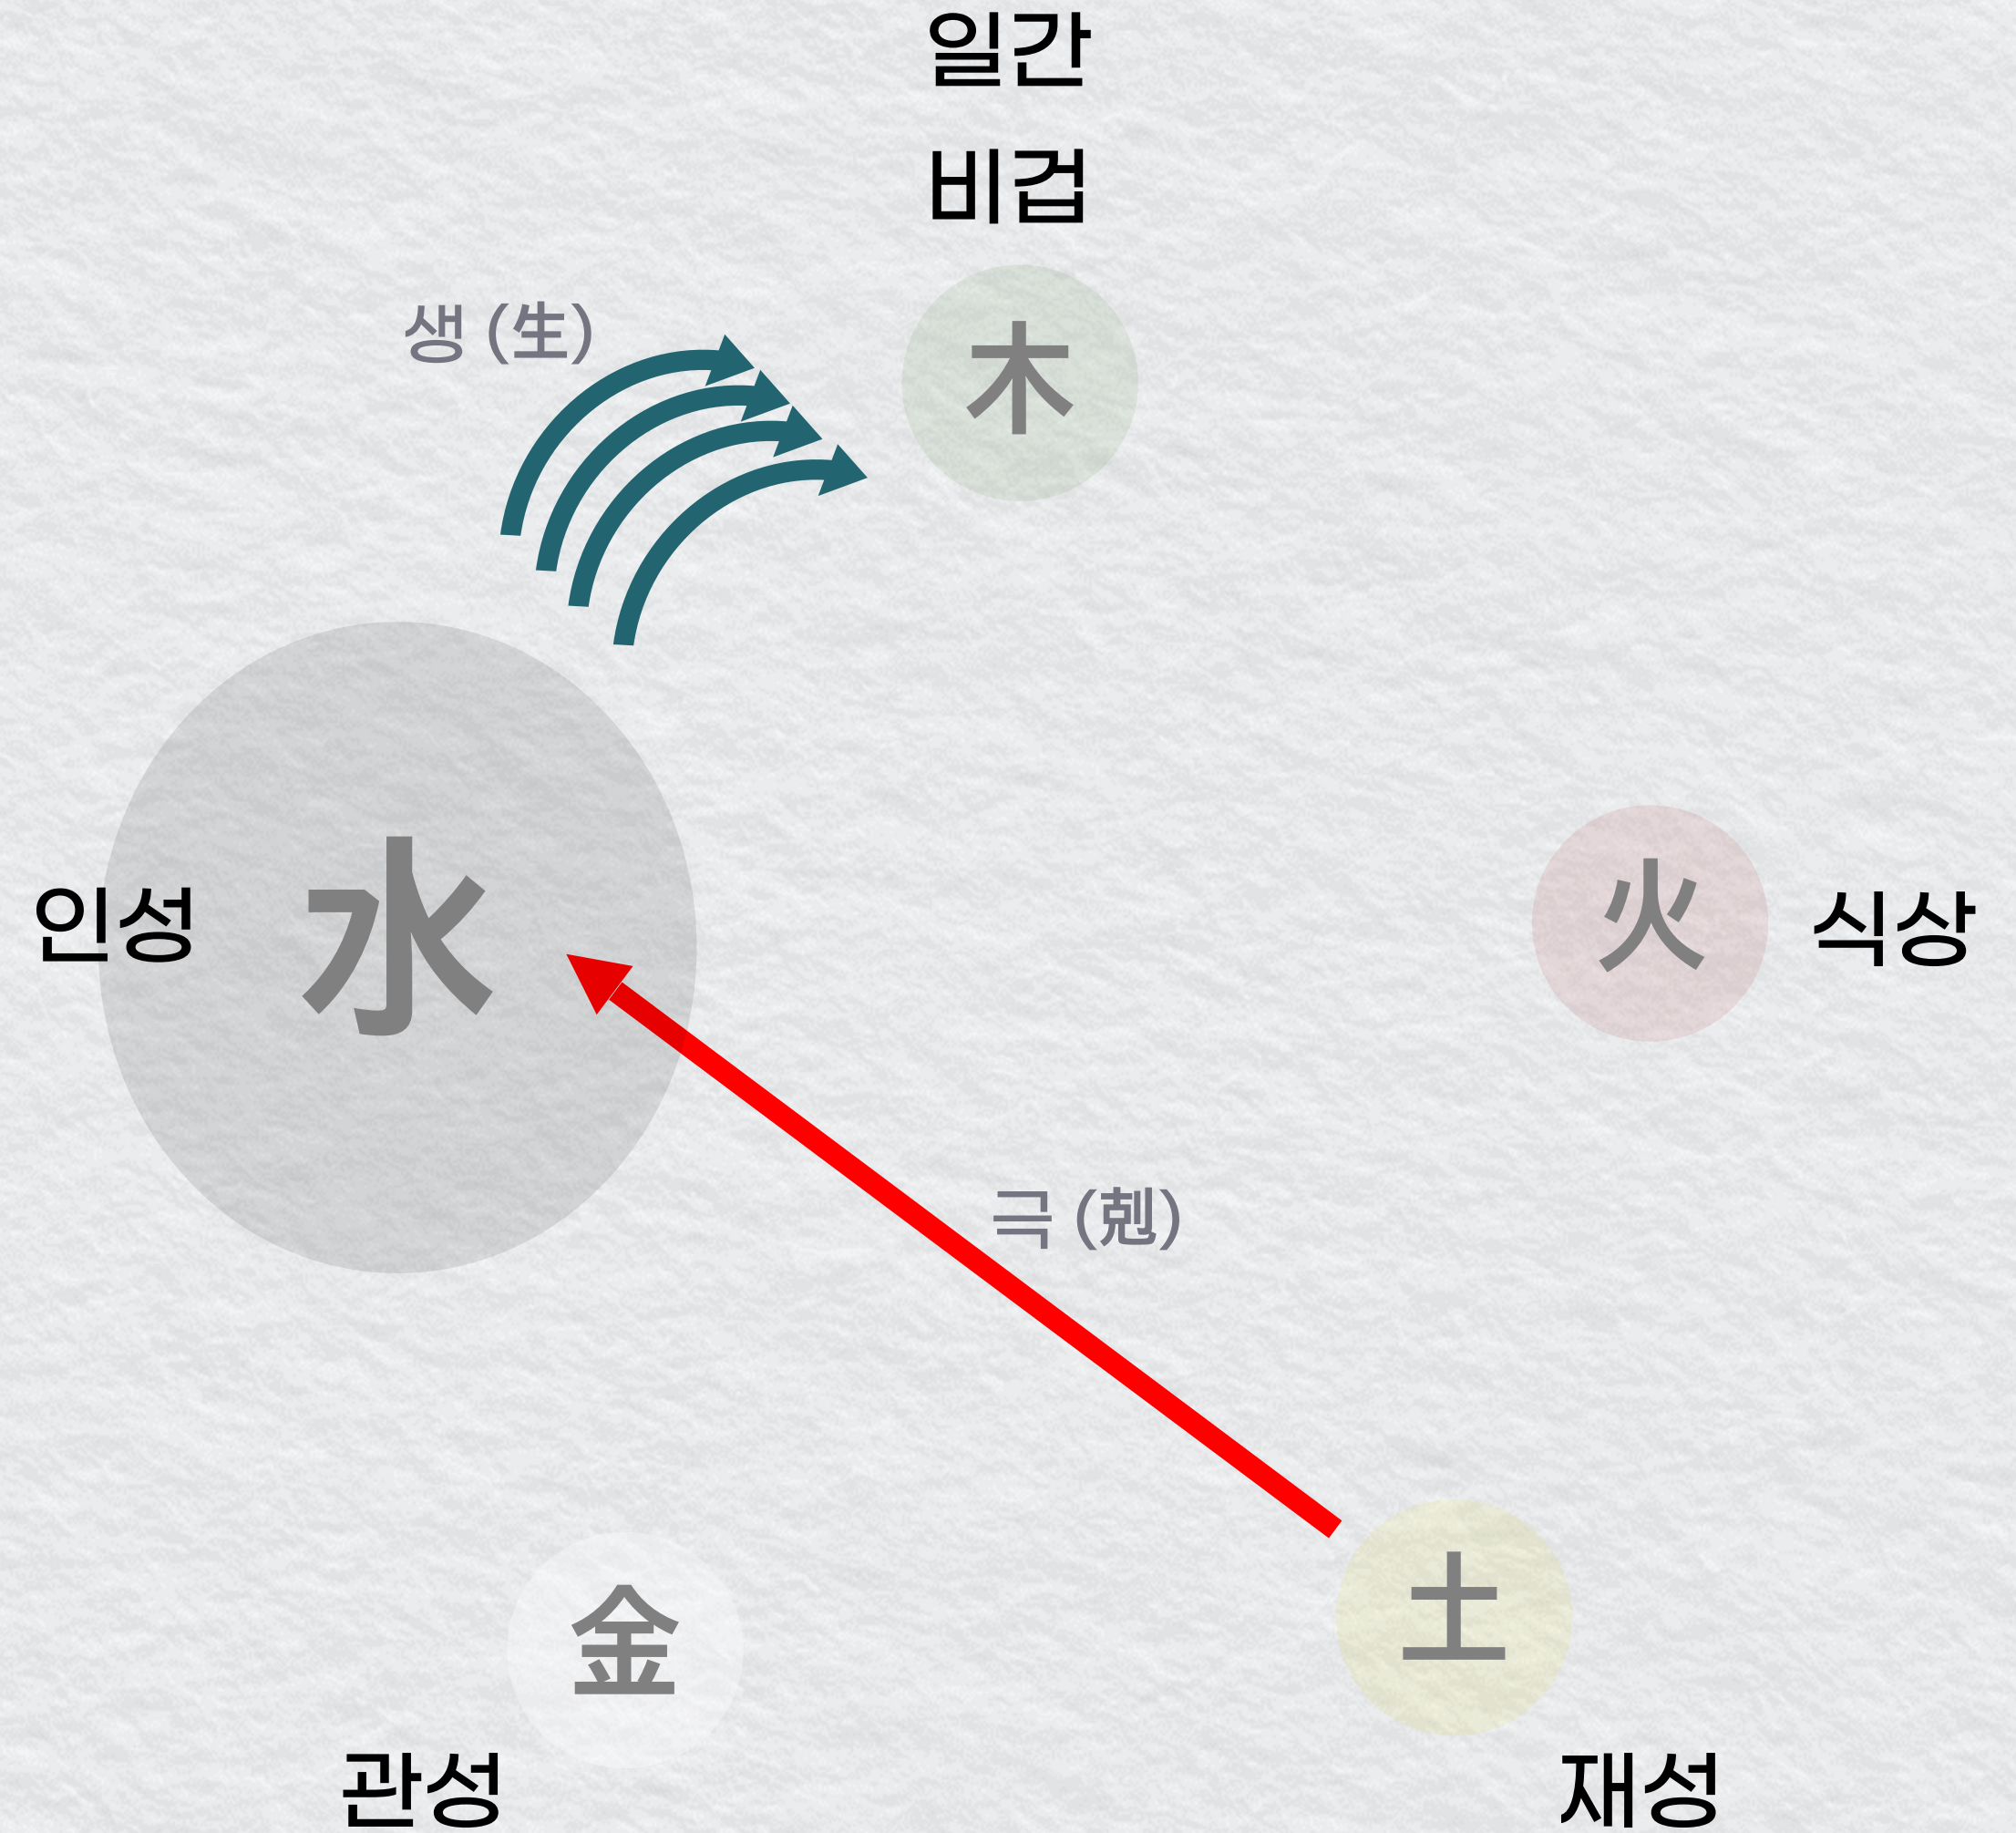 일간
비겁
생 (生)
木
水
인성
火
식상
극 (剋)
金
土
관성
재성